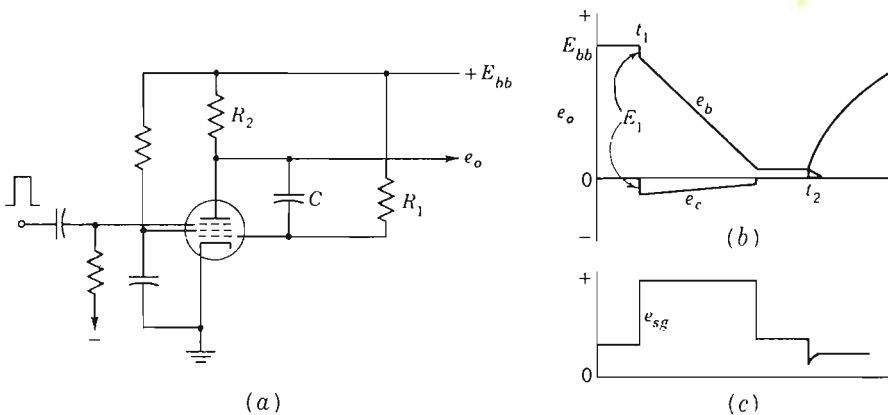 +E_bb
R_2
e_o
C
R_1
−
(a)
+
E_bb
t_1
e_o
E_1
e_b
0
e_c
t_2
−
(b)
+
e_sg
0
(c)